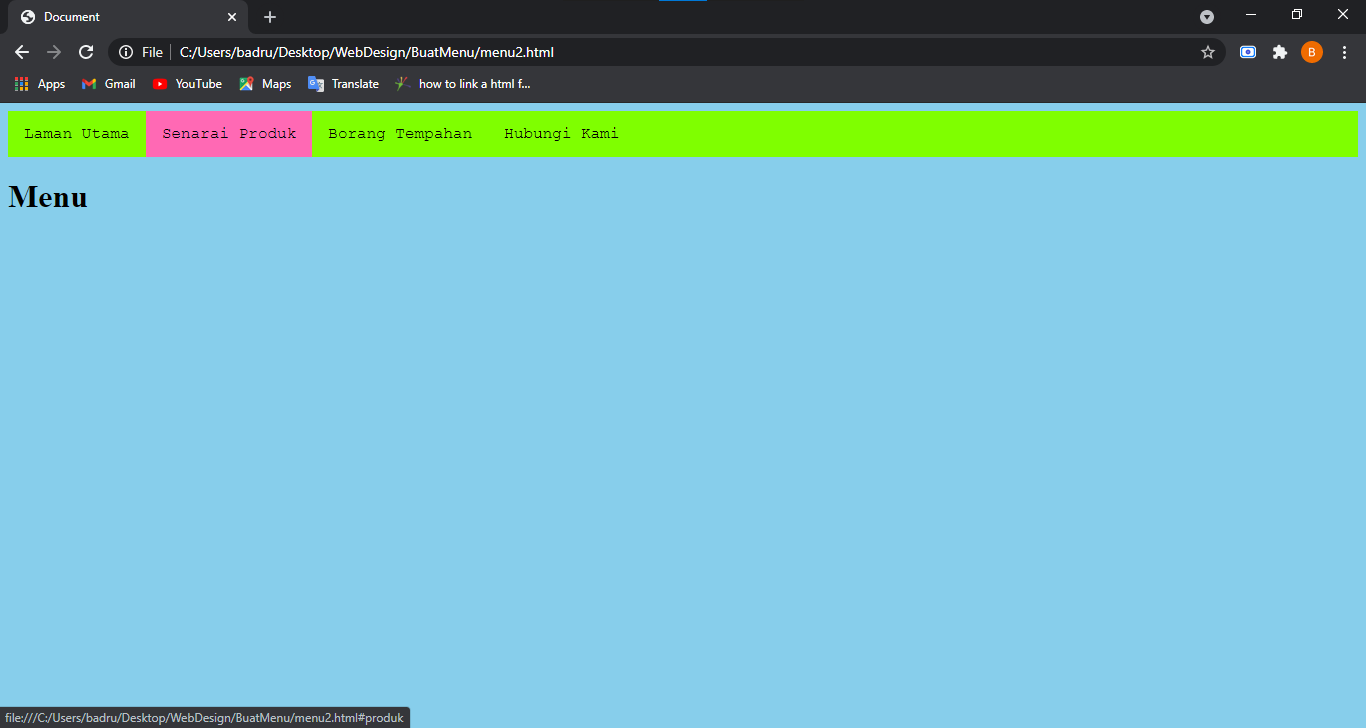 Document
File C:/Users/badru/Desktop/WebDesign/BuatMenu/menu2.html B
Apps Gmail YouTube Maps Translate how to link a html f...
Laman Utama Senarai Produk Borang Tempahan Hubungi Kami
Menu
file:///C:/Users/badru/Desktop/WebDesign/BuatMenu/menu2.html#produk